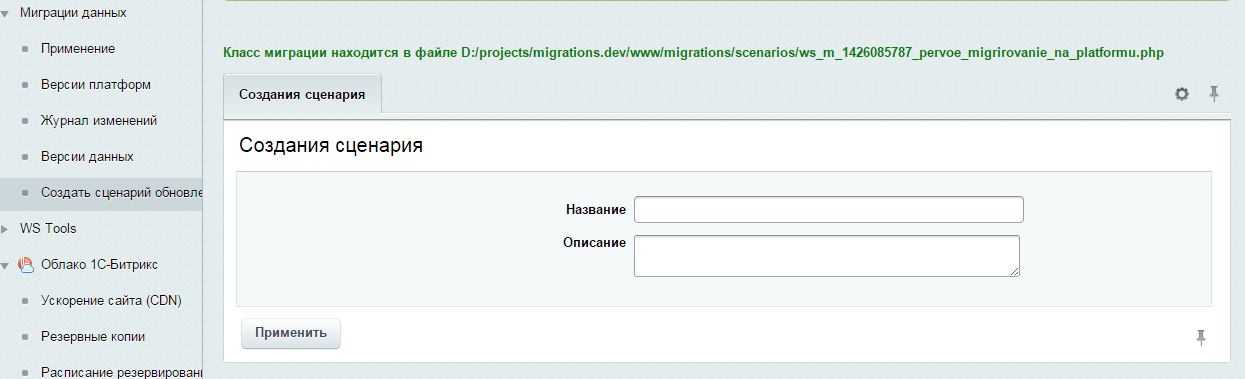 Миграции данных
Применение
Версии платформ
Журнал изменений
Версии данных
Создать сценарий обновле
WS Tools
Облако 1С-Битрикс
Ускорение сайта (CDN)
Резервные копии
Расписание резервировани
Класс миграции находится в файле D:/projects/migrations.dev/www/migrations/scenarios/ws_m_1426085787_pervoe_migrirovanie_na_platformu.php
Создания сценария
Создания сценария
Название
Описание
Применить